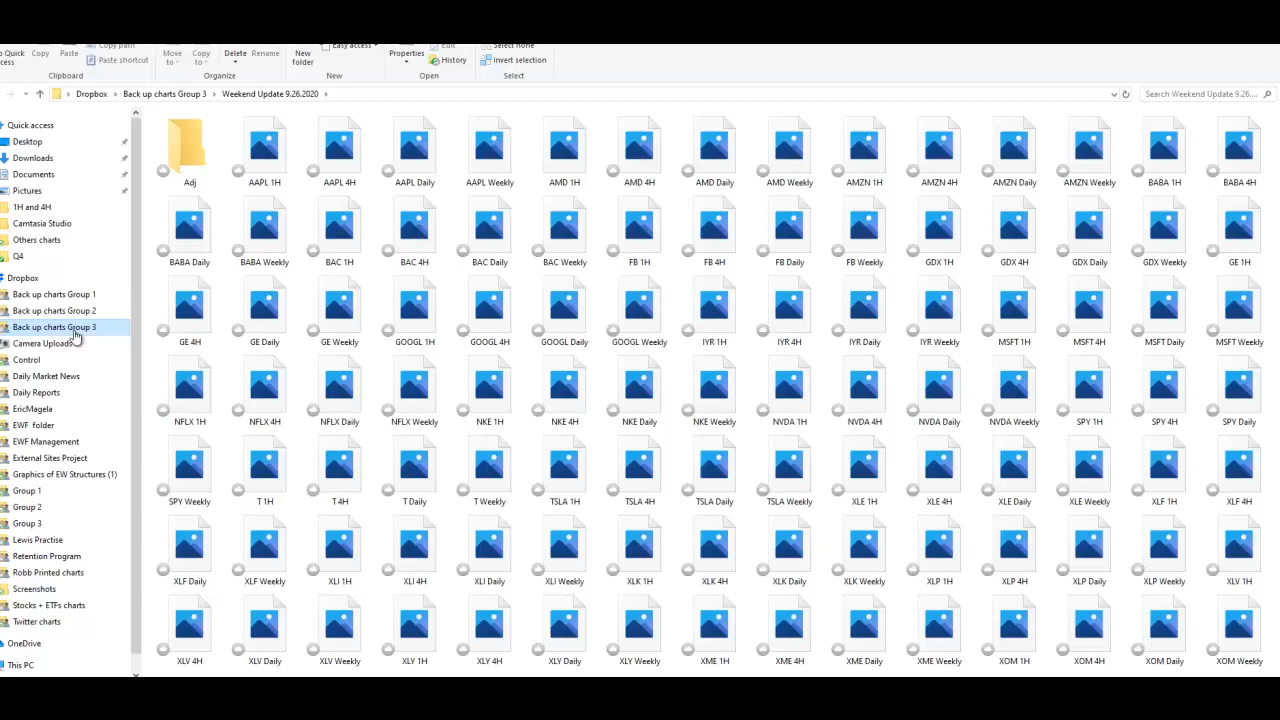 Copy path
Easy access
Edit
Select none
o Quick
cess
Copy
Paste
Paste shortcut
Move
to
Copy
to
Delete
Rename
New
folder
Properties
History
Invert selection
Clipboard
Organize
New
Open
Select
Dropbox > Back up charts Group 3 > Weekend Update 9.26.2020 >
Search Weekend Update 9.26....
Quick access
Desktop
Downloads
Documents
Pictures
1H and 4H
Camtasia Studio
Others charts
Q4
Dropbox
Back up charts Group 1
Back up charts Group 2
Back up charts Group 3
Camera Uploads
Control
Daily Market News
Daily Reports
EricMagela
EWF folder
EWF Management
External Sites Project
Graphics of EW Structures (1)
Group 1
Group 2
Group 3
Lewis Practise
Retention Program
Robb Printed charts
Screenshots
Stocks + ETFs charts
Twitter charts
OneDrive
This PC
Adj AAPL 1H AAPL 4H AAPL Daily AAPL Weekly AMD 1H AMD 4H AMD Daily AMD Weekly AMZN 1H AMZN 4H AMZN Daily AMZN Weekly BABA 1H BABA 4H
BABA Daily BABA Weekly BAC 1H BAC 4H BAC Daily BAC Weekly FB 1H FB 4H FB Daily FB Weekly GDX 1H GDX 4H GDX Daily GDX Weekly GE 1H
GE 4H GE Daily GE Weekly GOOGL 1H GOOGL 4H GOOGL Daily GOOGL Weekly IYR 1H IYR 4H IYR Daily IYR Weekly MSFT 1H MSFT 4H MSFT Daily MSFT Weekly
NFLX 1H NFLX 4H NFLX Daily NFLX Weekly NKE 1H NKE 4H NKE Daily NKE Weekly NVDA 1H NVDA 4H NVDA Daily NVDA Weekly SPY 1H SPY 4H SPY Daily
SPY Weekly T 1H T 4H T Daily T Weekly TSLA 1H TSLA 4H TSLA Daily TSLA Weekly XLE 1H XLE 4H XLE Daily XLE Weekly XLF 1H XLF 4H
XLF Daily XLF Weekly XLI 1H XLI 4H XLI Daily XLI Weekly XLK 1H XLK 4H XLK Daily XLK Weekly XLP 1H XLP 4H XLP Daily XLP Weekly XLV 1H
XLV 4H XLV Daily XLV Weekly XLY 1H XLY 4H XLY Daily XLY Weekly XME 1H XME 4H XME Daily XME Weekly XOM 1H XOM 4H XOM Daily XOM Weekly